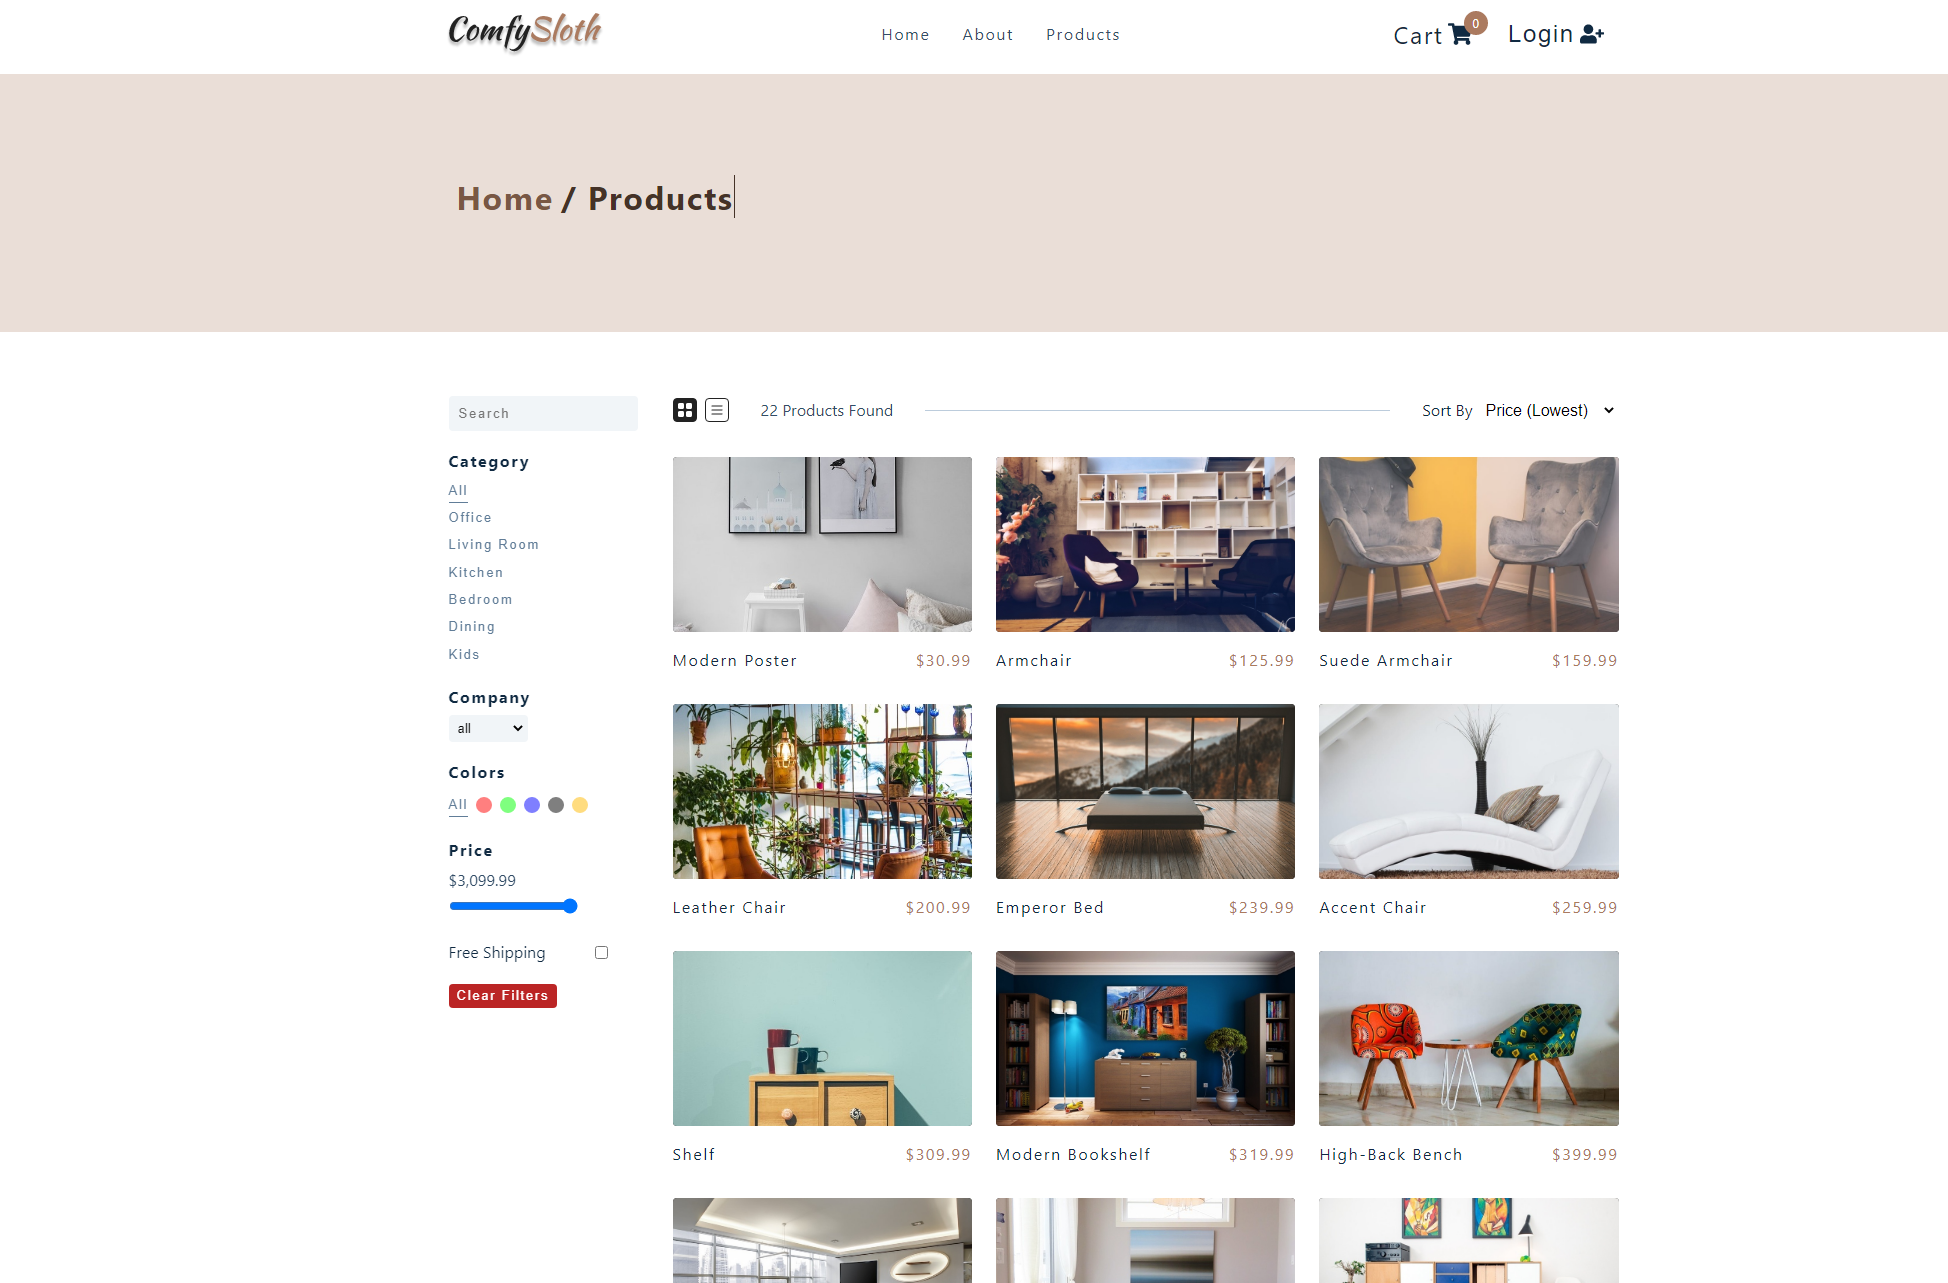 ComfySloth
Home About Products
Cart 0 Login
Home / Products
Search
Category
All
Office
Living Room
Kitchen
Bedroom
Dining
Kids
Company
all
Colors
All
Price
$3,099.99
Free Shipping
Clear Filters
22 Products Found
Sort By Price (Lowest)
Modern Poster $30.99
Armchair $125.99
Suede Armchair $159.99
Leather Chair $200.99
Emperor Bed $239.99
Accent Chair $259.99
Shelf $309.99
Modern Bookshelf $319.99
High-Back Bench $399.99